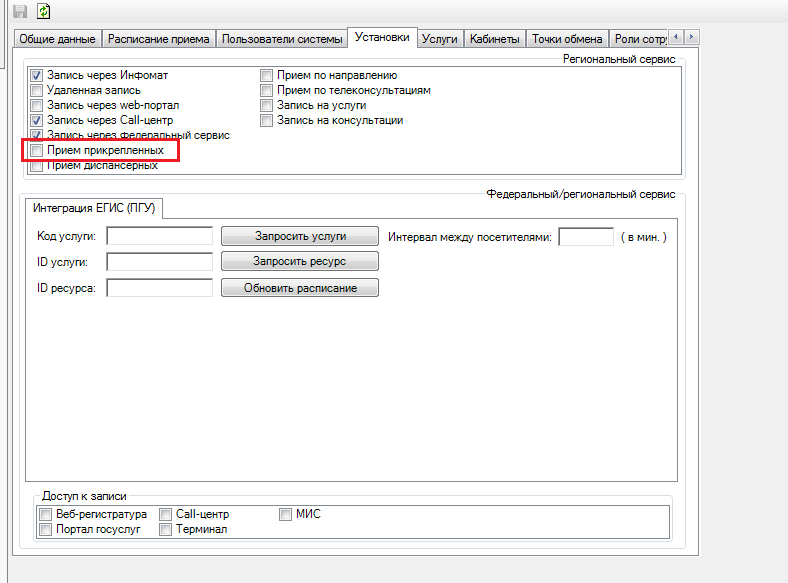 Общие данные Расписание приема Пользователи системы Установки Услуги Кабинеты Точки обмена Роли сотру
Региональный сервис
Запись через Инфомат Прием по направлению
Удаленная запись Прием по телеконсультациям
Запись через web-портал Запись на услуги
Запись через Call-центр Запись на консультации
Запись через Федеральный сервис
Прием прикрепленных
Прием диспансерных
Федеральный/региональный сервис
Интеграция ЕГИС (ПГУ)
Код услуги: Запросить услуги Интервал между посетителями: ( в мин. )
ID услуги: Запросить ресурс
ID ресурса: Обновить расписание
Доступ к записи
Веб-регистратура Call-центр МИС
Портал госуслуг Терминал